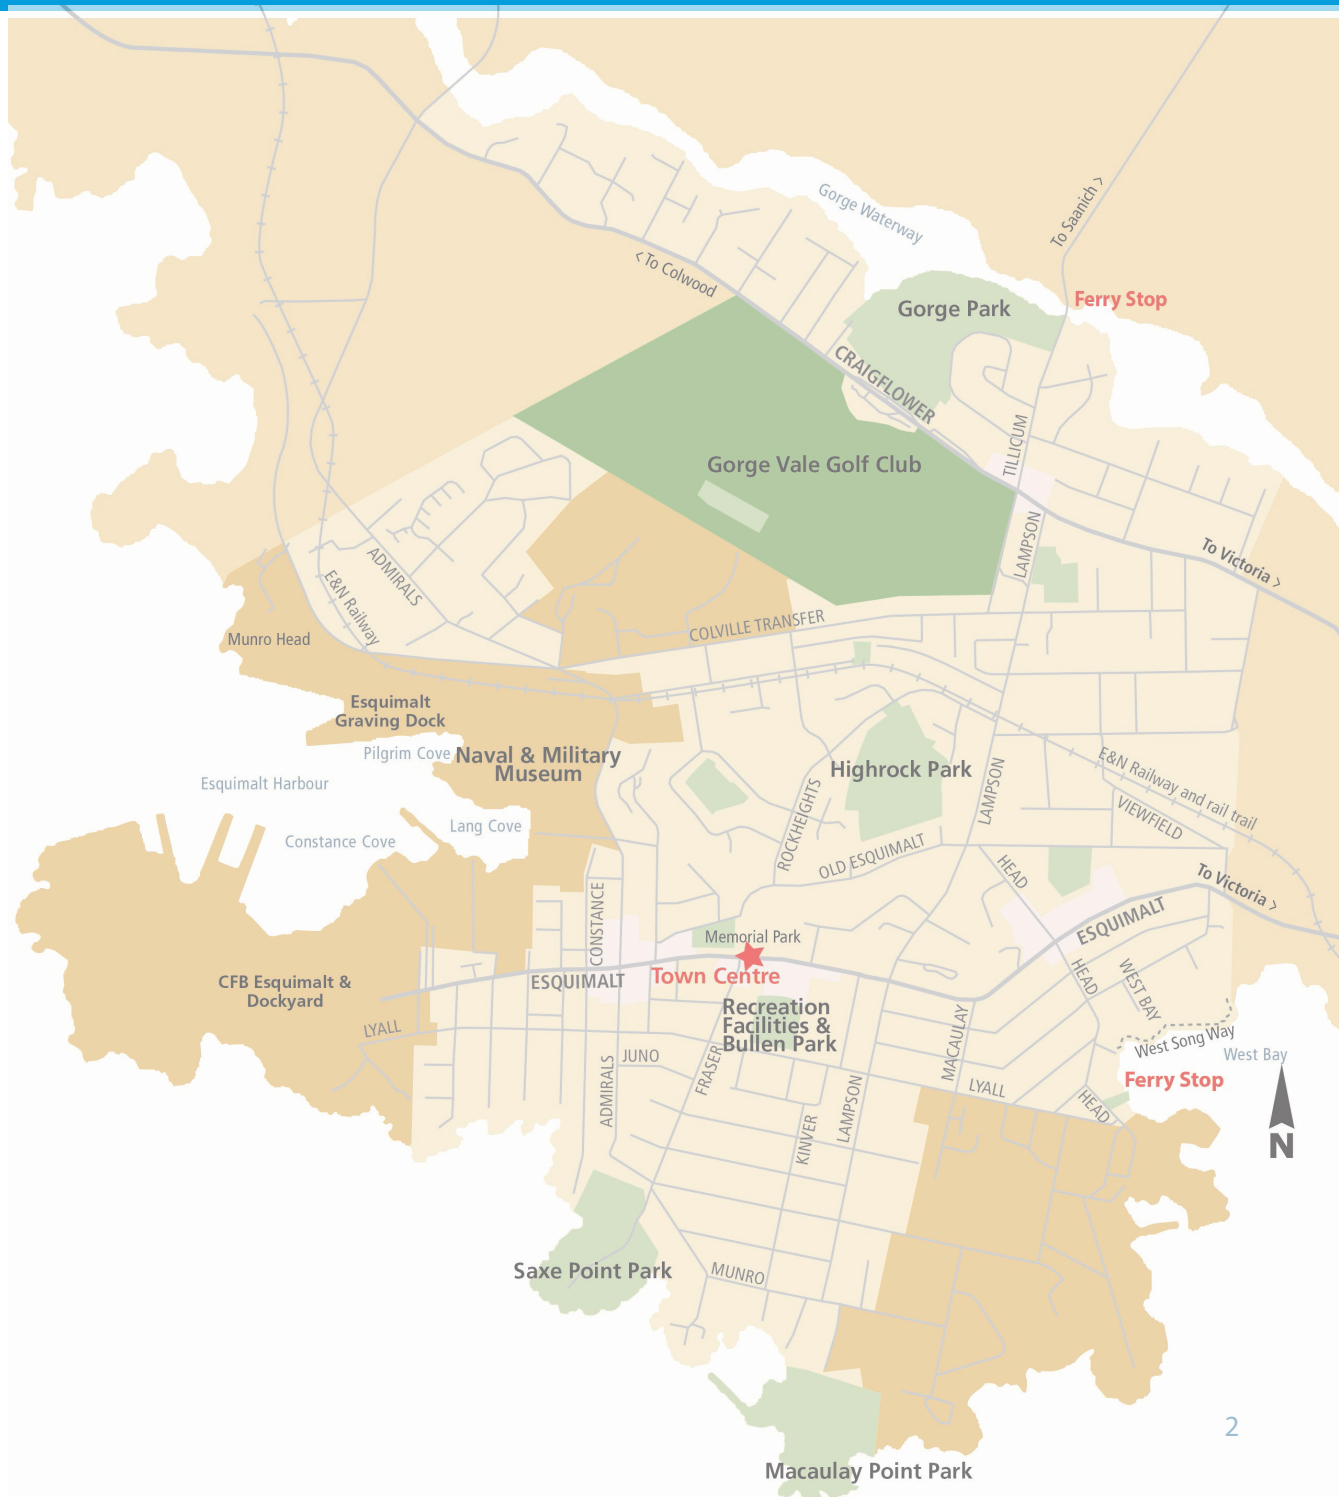 Gorge Waterway
To Saanich >
< To Colwood
Ferry Stop
Gorge Park
CRAIGFLOWER
TILLICUM
Gorge Vale Golf Club
LAMPSON
To Victoria >
ADMIRALS
E&N Railway
COLVILLE TRANSFER
Munro Head
Esquimalt
Graving Dock
Pilgrim Cove
Naval & Military
Museum
Esquimalt Harbour
Highrock Park
LAMPSON
E&N Railway and rail trail
VIEWFIELD
ROCKHEIGHTS
Lang Cove
Constance Cove
OLD ESQUIMALT
HEAD
To Victoria >
CONSTANCE
ESQUIMALT
Memorial Park
Town Centre
ESQUIMALT
CFB Esquimalt &
Dockyard
HEAD
WEST BAY
Recreation
Facilities &
Bullen Park
LYALL
MACAULAY
West Song Way
West Bay
JUNO
FRASER
ADMIRALS
LAMPSON
LYALL
Ferry Stop
HEAD
KINVER
N
Saxe Point Park
MUNRO
2
Macaulay Point Park